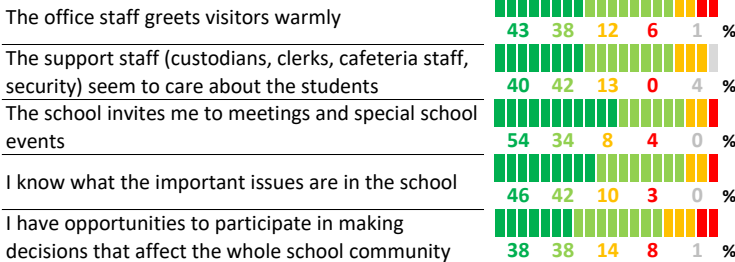 The office staff greets visitors warmly
43 38 12 6 1 %
The support staff (custodians, clerks, cafeteria staff,
security) seem to care about the students
40 42 13 0 4 %
The school invites me to meetings and special school
events
54 34 8 4 0 %
I know what the important issues are in the school
46 42 10 3 0 %
I have opportunities to participate in making
decisions that affect the whole school community
38 38 14 8 1 %